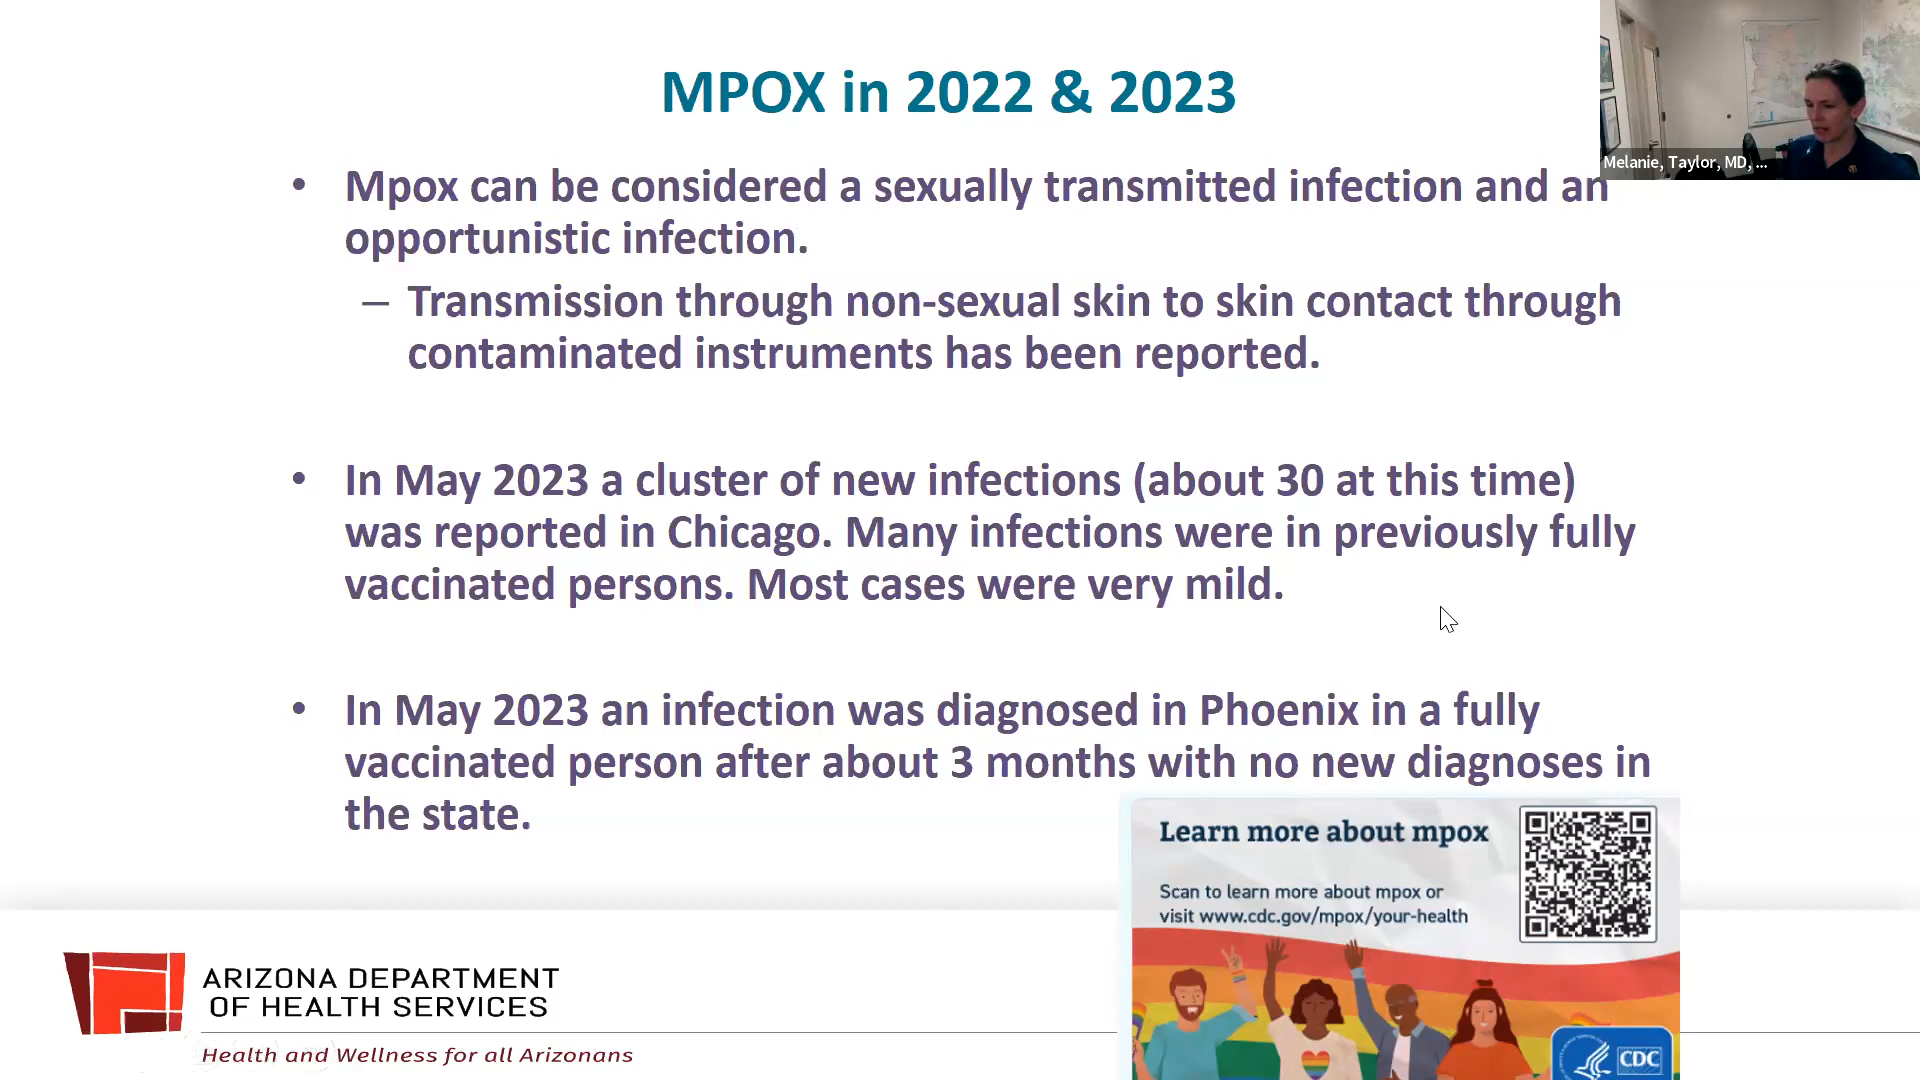 MPOX in 2022 & 2023
Melanie, Taylor, MD, ...
• Mpox can be considered a sexually transmitted infection and an
opportunistic infection.
– Transmission through non-sexual skin to skin contact through
contaminated instruments has been reported.
• In May 2023 a cluster of new infections (about 30 at this time)
was reported in Chicago. Many infections were in previously fully
vaccinated persons. Most cases were very mild.
• In May 2023 an infection was diagnosed in Phoenix in a fully
vaccinated person after about 3 months with no new diagnoses in
the state.
Learn more about mpox
Scan to learn more about mpox or
visit www.cdc.gov/mpox/your-health
CDC
ARIZONA DEPARTMENT
OF HEALTH SERVICES
Health and Wellness for all Arizonans